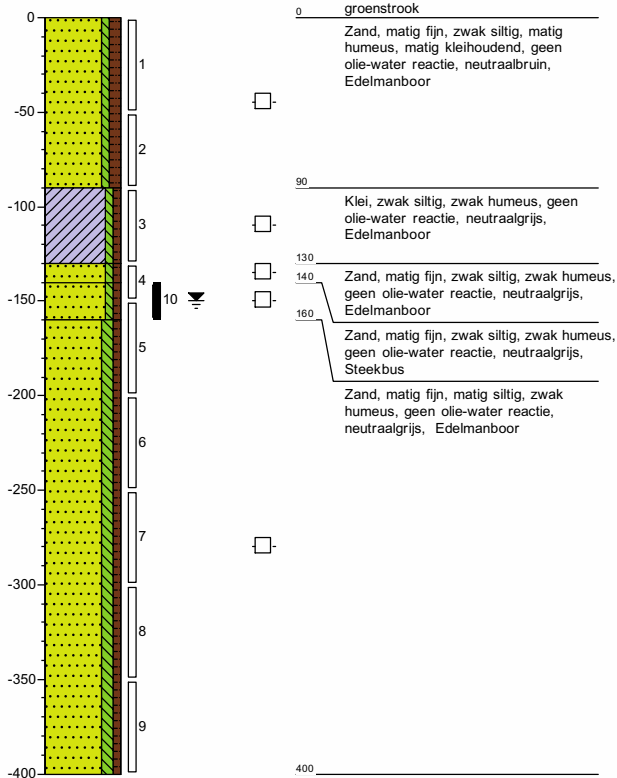 0
-50
-100
-150
-200
-250
-300
-350
-400
1
2
3
4
10
5
6
7
8
9
0 groenstrook
Zand, matig fijn, zwak siltig, matig
humeus, matig kleihoudend, geen
olie-water reactie, neutraalbruin,
Edelmanboor
90
Klei, zwak siltig, zwak humeus, geen
olie-water reactie, neutraalgrijs,
Edelmanboor
130
140
Zand, matig fijn, zwak siltig, zwak humeus,
geen olie-water reactie, neutraalgrijs,
Edelmanboor
160
Zand, matig fijn, zwak siltig, zwak humeus,
geen olie-water reactie, neutraalgrijs,
Steekbus
Zand, matig fijn, matig siltig, zwak
humeus, geen olie-water reactie,
neutraalgrijs, Edelmanboor
400